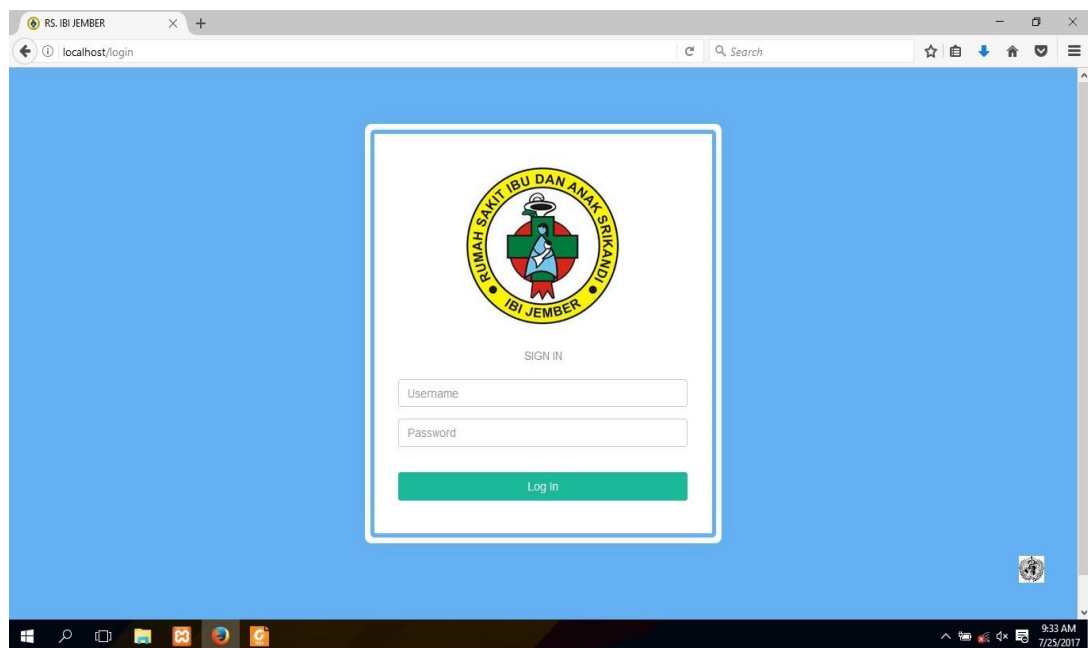 RS. IBI JEMBER
localhost/login
Search
RUMAH SAKIT IBU DAN ANAK SRIKANDI
IBI JEMBER
SIGN IN
Username
Password
Log In
9:33 AM
7/25/2017